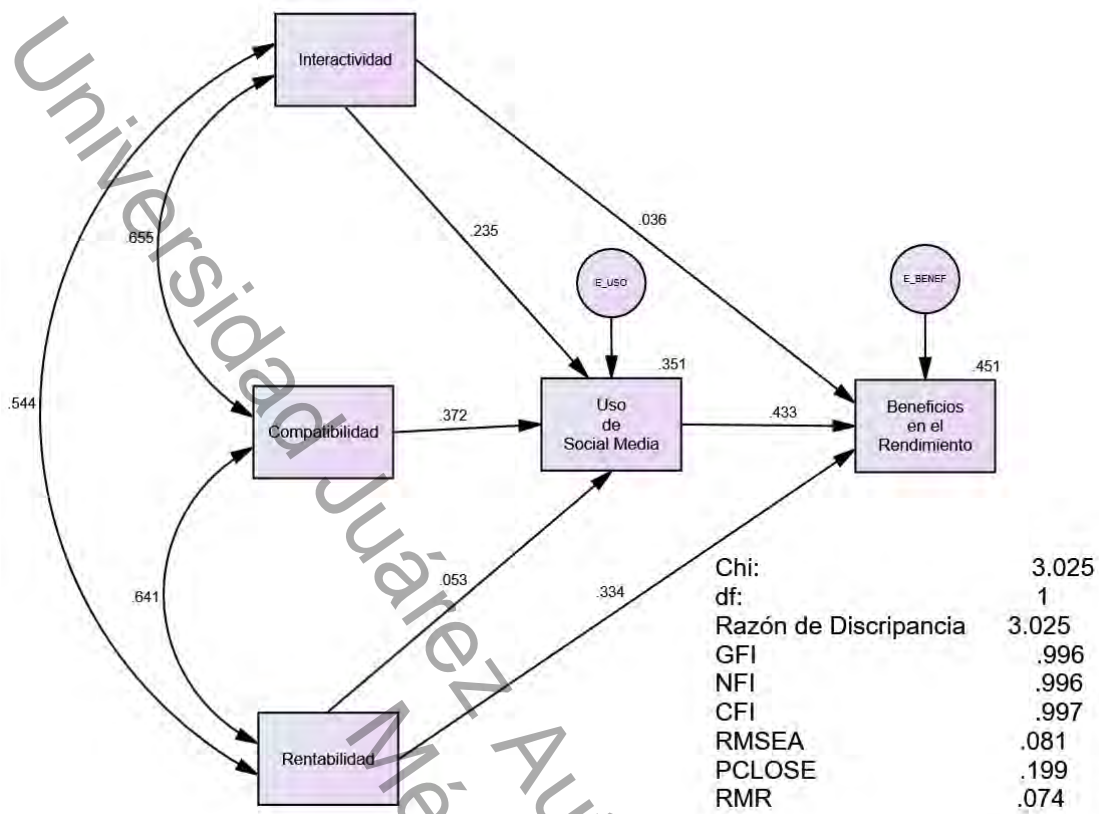 Interactividad
.036
.235
.655
E_USO
E_BENEF
.351
.451
.544
Compatibilidad
.372
Uso
de
Social Media
.433
Beneficios
en el
Rendimiento
.641
.053
.334
Rentabilidad
Chi: 3.025
df: 1
Razón de Discripancia 3.025
GFI .996
NFI .996
CFI .997
RMSEA .081
PCLOSE .199
RMR .074
Universidad Juárez Au
Mé